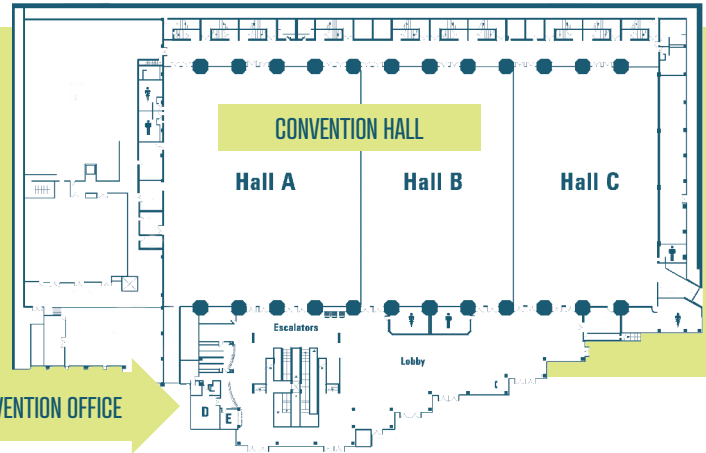 CONVENTION HALL
Hall A
Hall B
Hall C
Escalators
Lobby
C
D
E
VENTION OFFICE